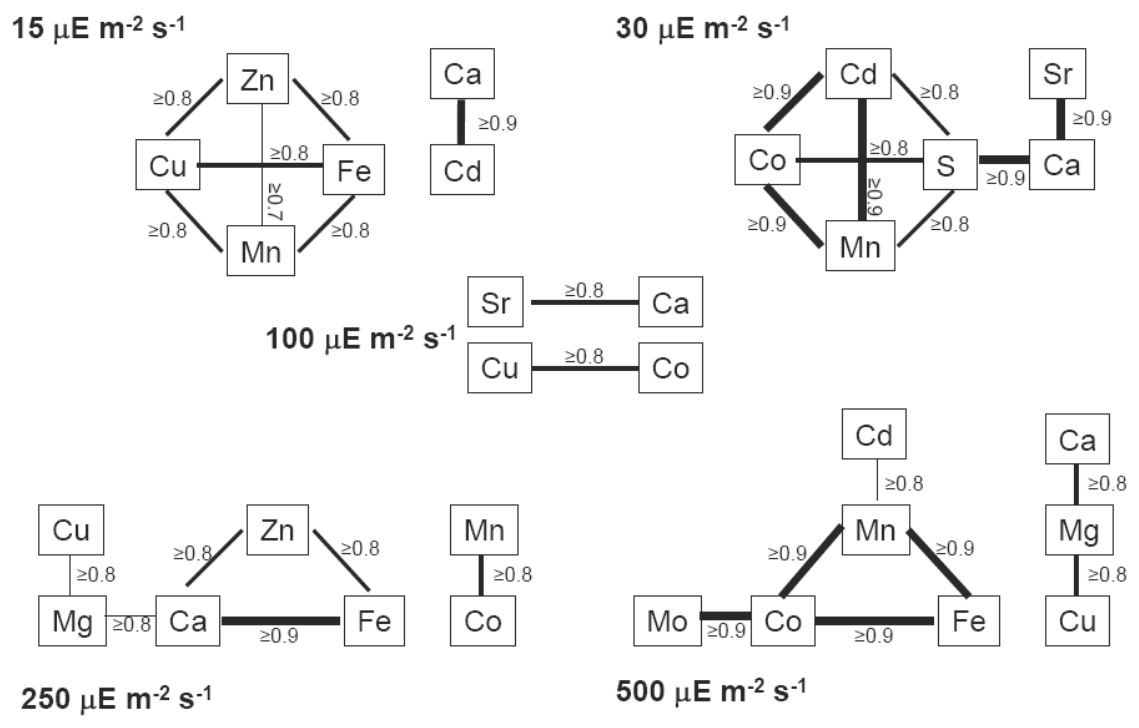 15 μE m⁻² s⁻¹
Zn
≥0.8
≥0.8
Cu
≥0.8
Fe
≥0.7
≥0.8
≥0.8
Mn
Ca
≥0.9
Cd
30 μE m⁻² s⁻¹
Cd
≥0.9
≥0.8
Co
≥0.8
S
≥0.9
≥0.9
≥0.8
Mn
Sr
≥0.9
Ca
≥0.9
100 μE m⁻² s⁻¹
Sr
≥0.8
Ca
Cu
≥0.8
Co
Cu
≥0.8
Mg
≥0.8
Ca
≥0.8
Zn
≥0.8
≥0.9
Fe
Mn
≥0.8
Co
250 μE m⁻² s⁻¹
Cd
≥0.8
Mn
≥0.9
≥0.9
Mo
≥0.9
Co
≥0.9
Fe
Ca
≥0.8
Mg
≥0.8
Cu
500 μE m⁻² s⁻¹